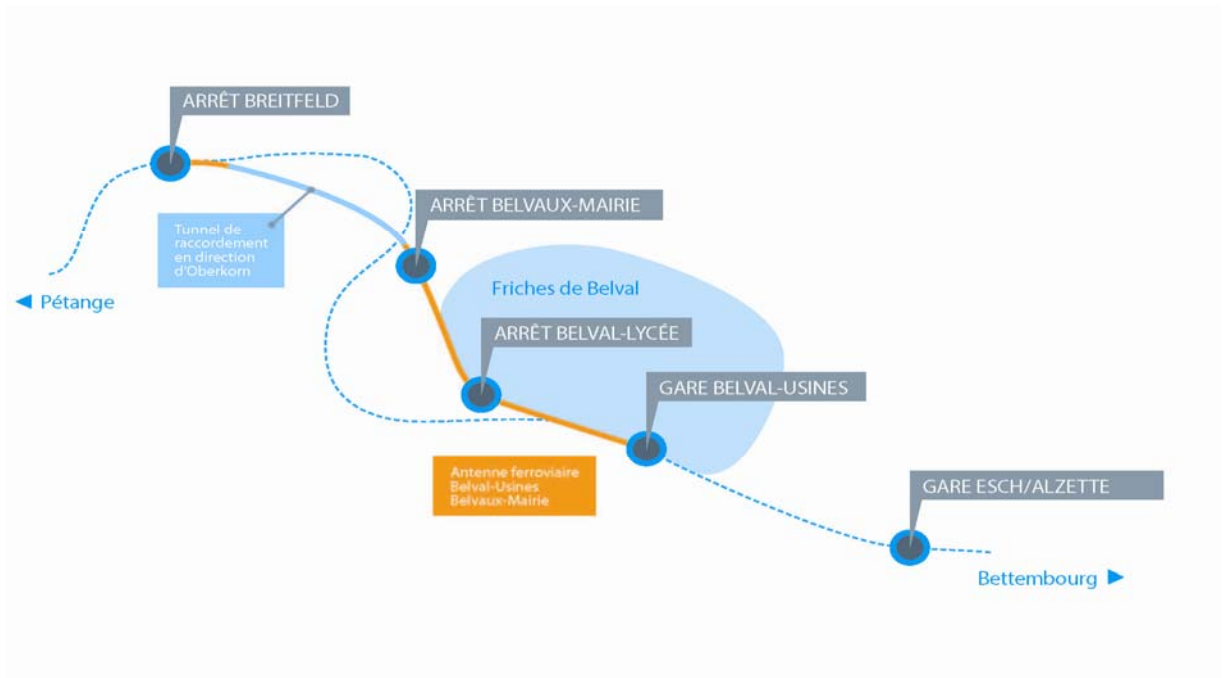 ARRÊT BREITFELD
ARRÊT BELVAUX-MAIRIE
Tunnel de
raccordement
en direction
d'Oberkorn
◄ Pétange
Friches de Belval
ARRÊT BELVAL-LYCÉE
GARE BELVAL-USINES
Antenne ferroviaire
Belval-Usines
Belvaux-Mairie
GARE ESCH/ALZETTE
Bettembourg ►